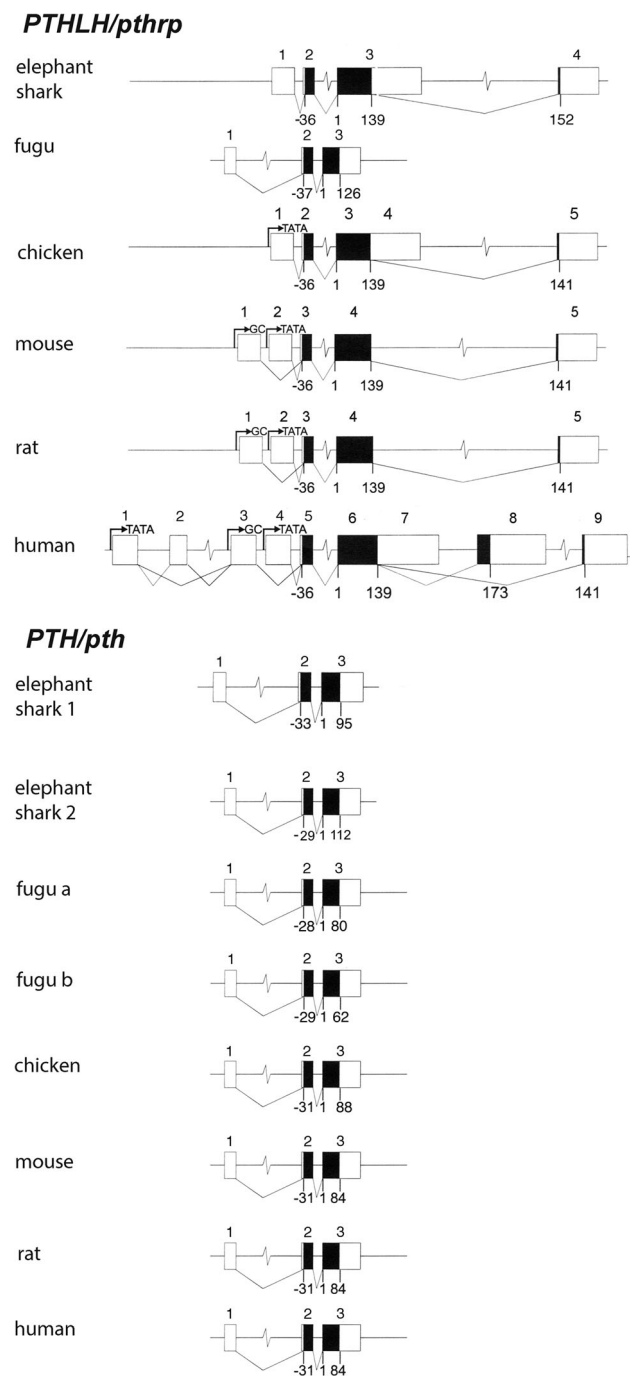 PTHLH/pthrp
1 2 3 4
elephant
shark
-36 1 139 152
fugu
1 2 3
-37 1 126
1 2 3 4 5
TATA
chicken
-36 1 139 141
1 2 3 4 5
GC TATA
mouse
-36 1 139 141
1 2 3 4 5
GC TATA
rat
-36 1 139 141
1 2 3 4 5 6 7 8 9
TATA GC TATA
human
-36 1 139 173 141
PTH/pth
1 2 3
elephant
shark 1
-33 1 95
1 2 3
elephant
shark 2
-29 1 112
1 2 3
fugu a
-28 1 80
1 2 3
fugu b
-29 1 62
1 2 3
chicken
-31 1 88
1 2 3
mouse
-31 1 84
1 2 3
rat
-31 1 84
1 2 3
human
-31 1 84